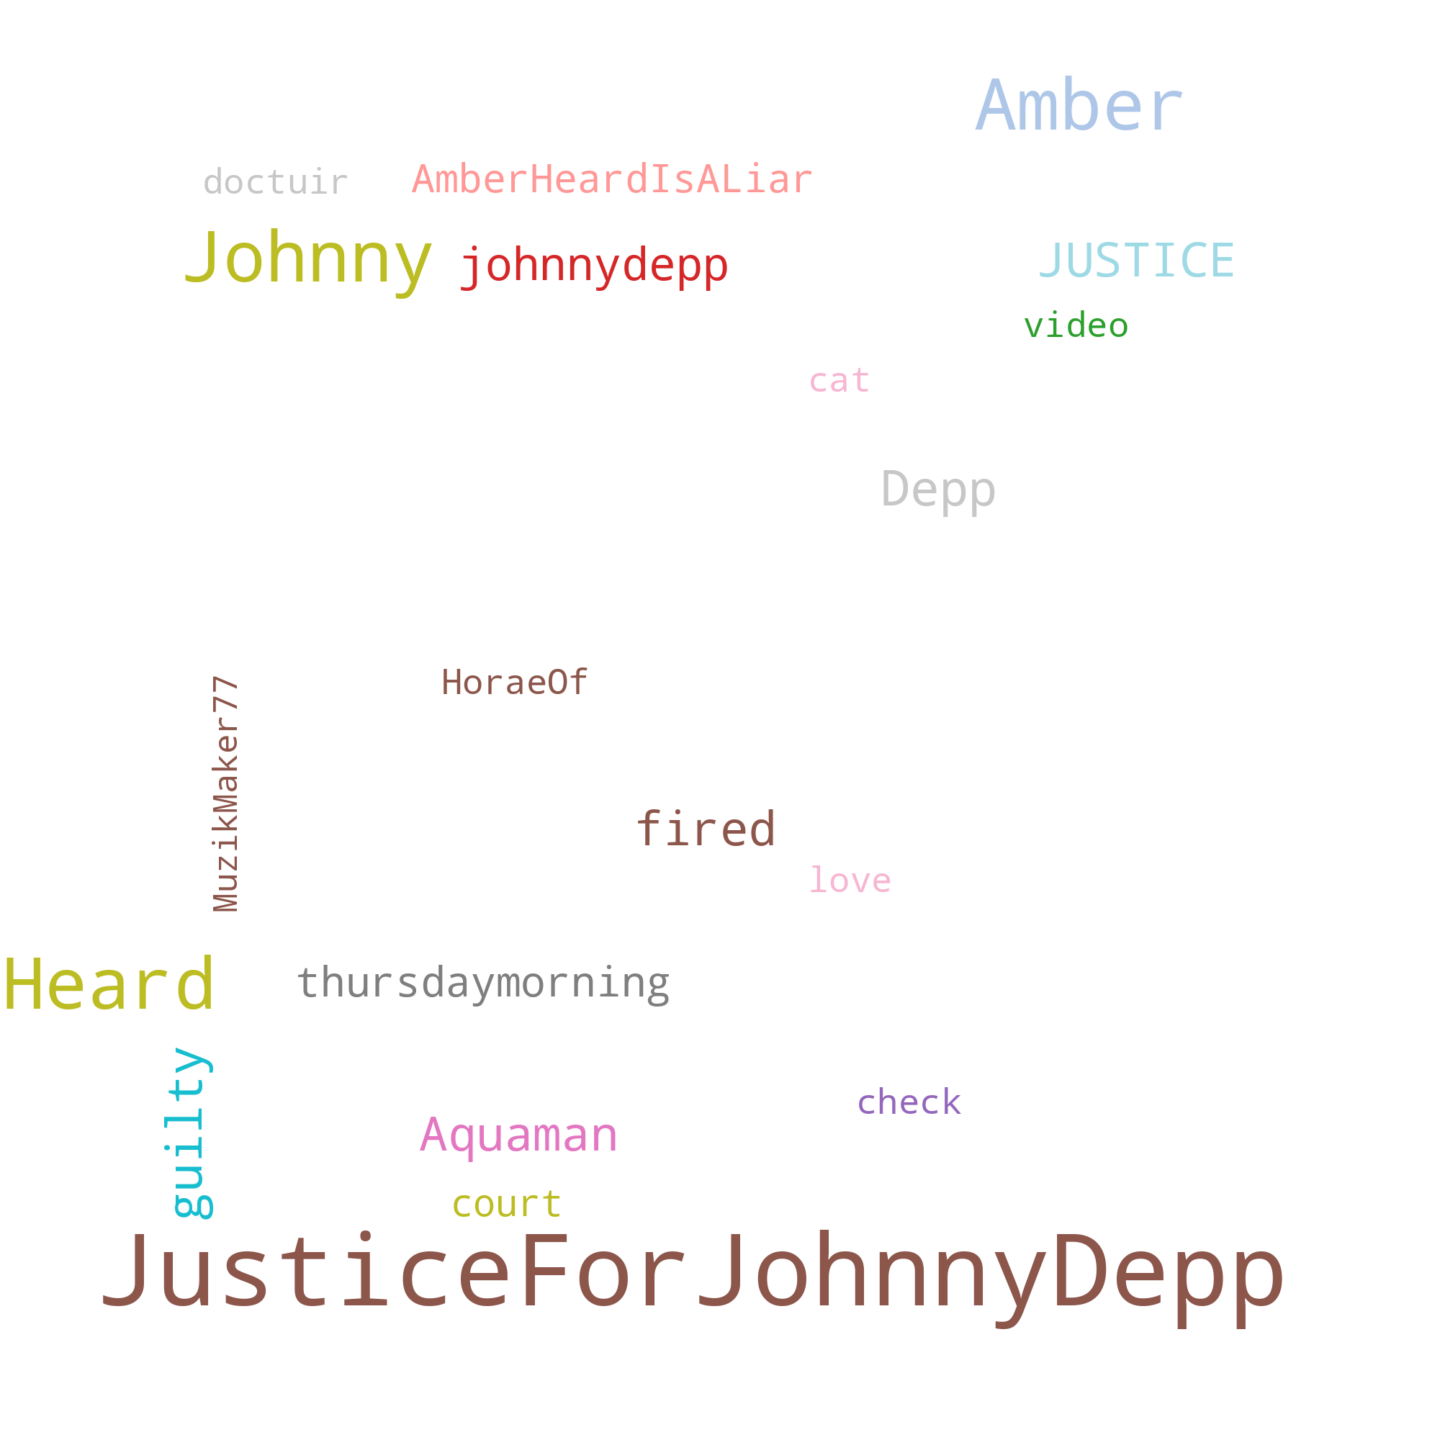 Amber
doctuir AmberHeardIsALiar
Johnny johnnydepp JUSTICE
video
cat
Depp
HoraeOf
MuzikMaker77
fired
love
Heard thursdaymorning
guilty
check
Aquaman
court
JusticeForJohnnyDepp